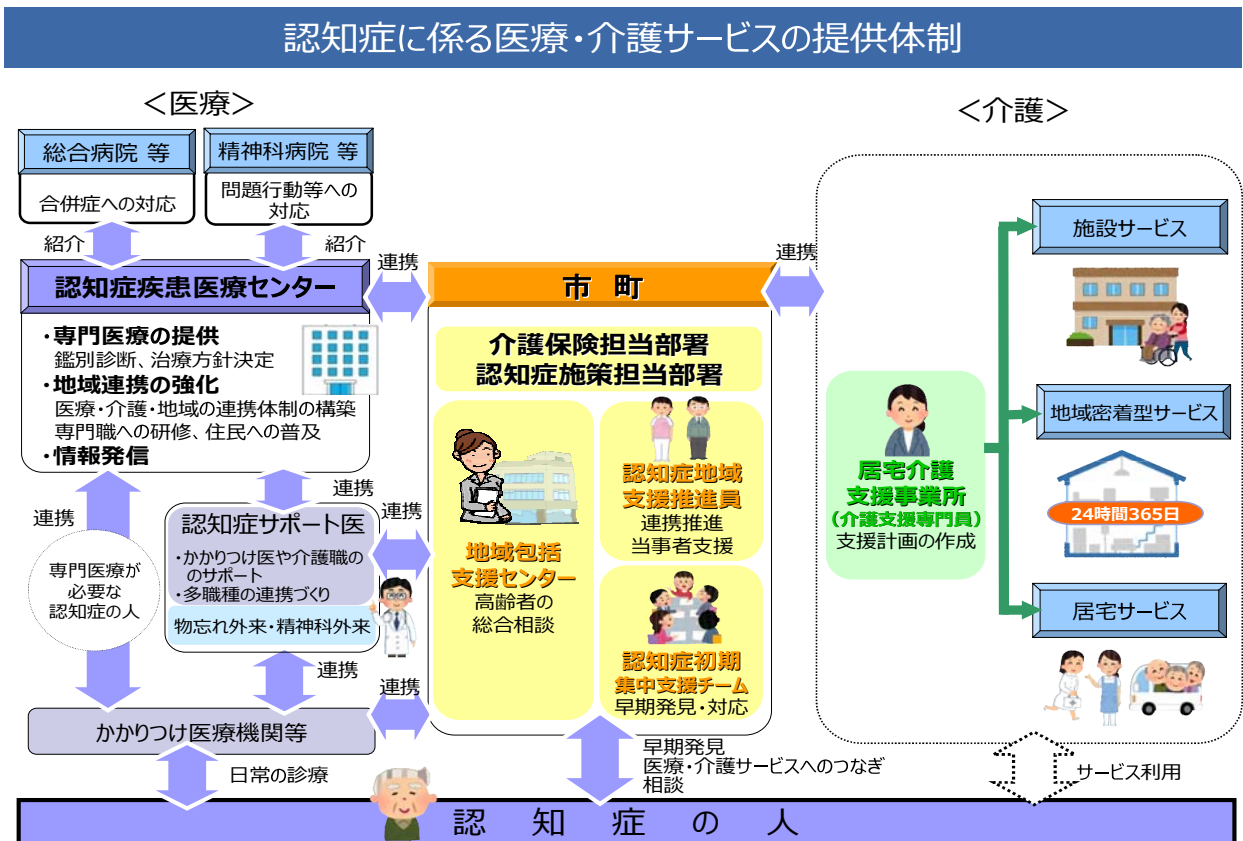 認知症に係る医療・介護サービスの提供体制
＜医療＞
総合病院 等
合併症への対応
精神科病院 等
問題行動等への
対応
紹介
紹介
認知症疾患医療センター
・専門医療の提供
鑑別診断、治療方針決定
・地域連携の強化
医療・介護・地域の連携体制の構築
専門職への研修、住民への普及
・情報発信
連携
連携
専門医療が
必要な
認知症の人
認知症サポート医
・かかりつけ医や介護職の
のサポート
・多職種の連携づくり
物忘れ外来・精神科外来
連携
かかりつけ医療機関等
日常の診療
連携
連携
連携
市 町
介護保険担当部署
認知症施策担当部署
地域包括
支援センター
高齢者の
総合相談
認知症地域
支援推進員
連携推進
当事者支援
認知症初期
集中支援チーム
早期発見・対応
早期発見
医療・介護サービスへのつなぎ
相談
連携
＜介護＞
居宅介護
支援事業所
（介護支援専門員）
支援計画の作成
施設サービス
地域密着型サービス
24時間365日
居宅サービス
サービス利用
認知症の人